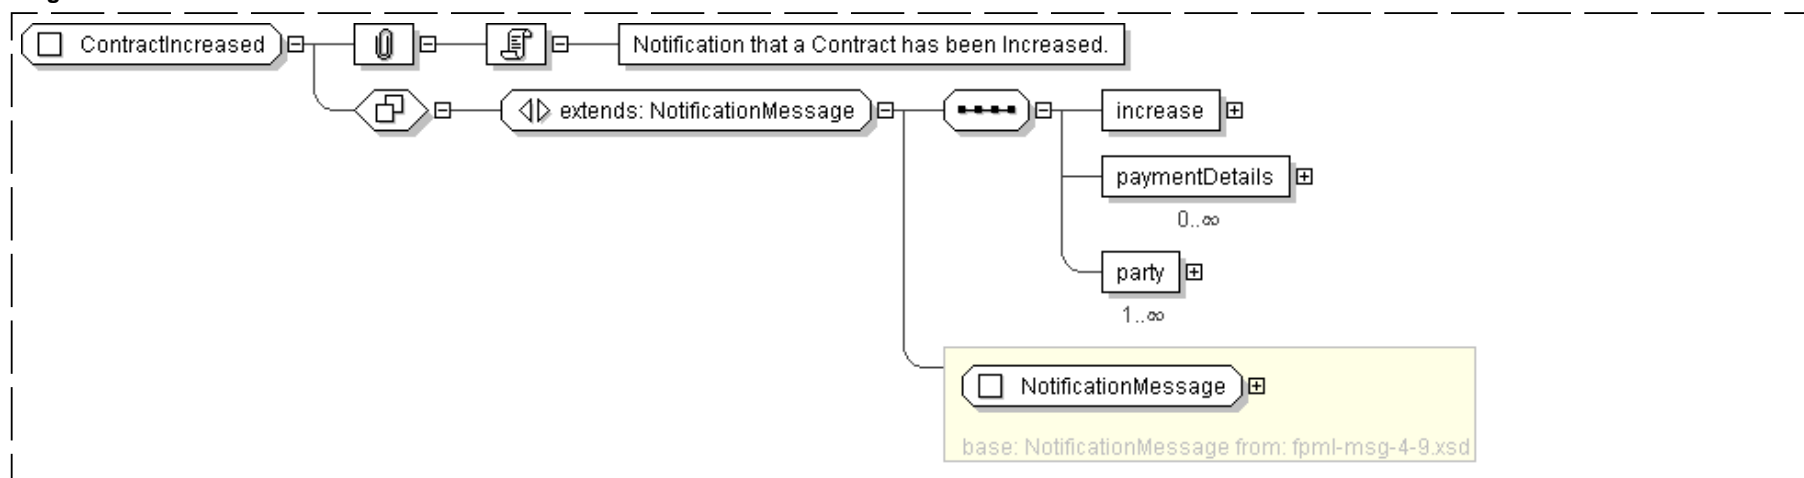 ContractIncreased
Notification that a Contract has been Increased.
extends: NotificationMessage
increase
paymentDetails
0..∞
party
1..∞
NotificationMessage
base: NotificationMessage from: fpml-msg-4-9.xsd